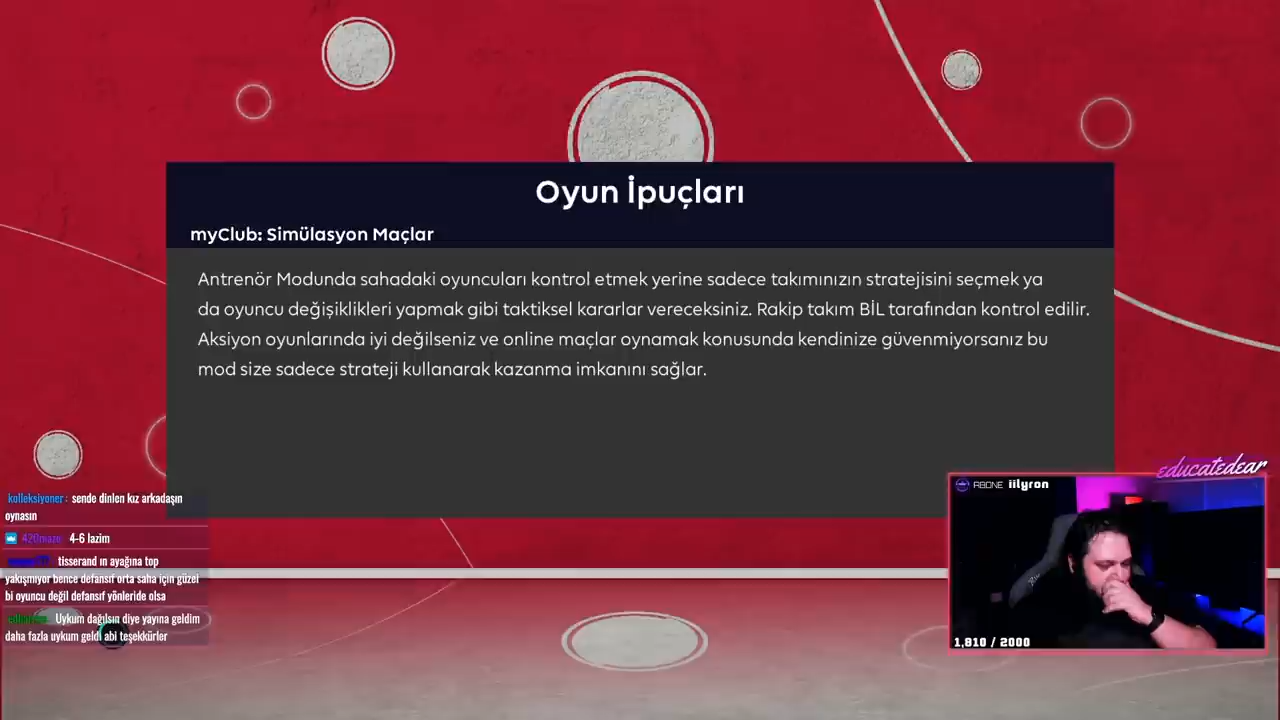 Oyun İpuçları
myClub: Simülasyon Maçlar
Antrenör Modunda sahadaki oyuncuları kontrol etmek yerine sadece takımınızın stratejisini seçmek ya
da oyuncu değişiklikleri yapmak gibi taktiksel kararlar vereceksiniz. Rakip takım BİL tarafından kontrol edilir.
Aksiyon oyunlarında iyi değilseniz ve online maçlar oynamak konusunda kendinize güvenmiyorsanız bu
mod size sadece strateji kullanarak kazanma imkanını sağlar.
kolleksiyoner: sende dinlen kız arkadaşın
oynasın
420maze 4-6 lazim
tisserand ın ayağına top
yakışmıyor bence defansif orta saha için güzel
bi oyuncu değil defansif yönleride olsa
Uykum dağılsın diye yayına geldim
daha fazla uykum geldi abi teşekkürler
educatedear
ABONE iilyron
1,810 / 2000